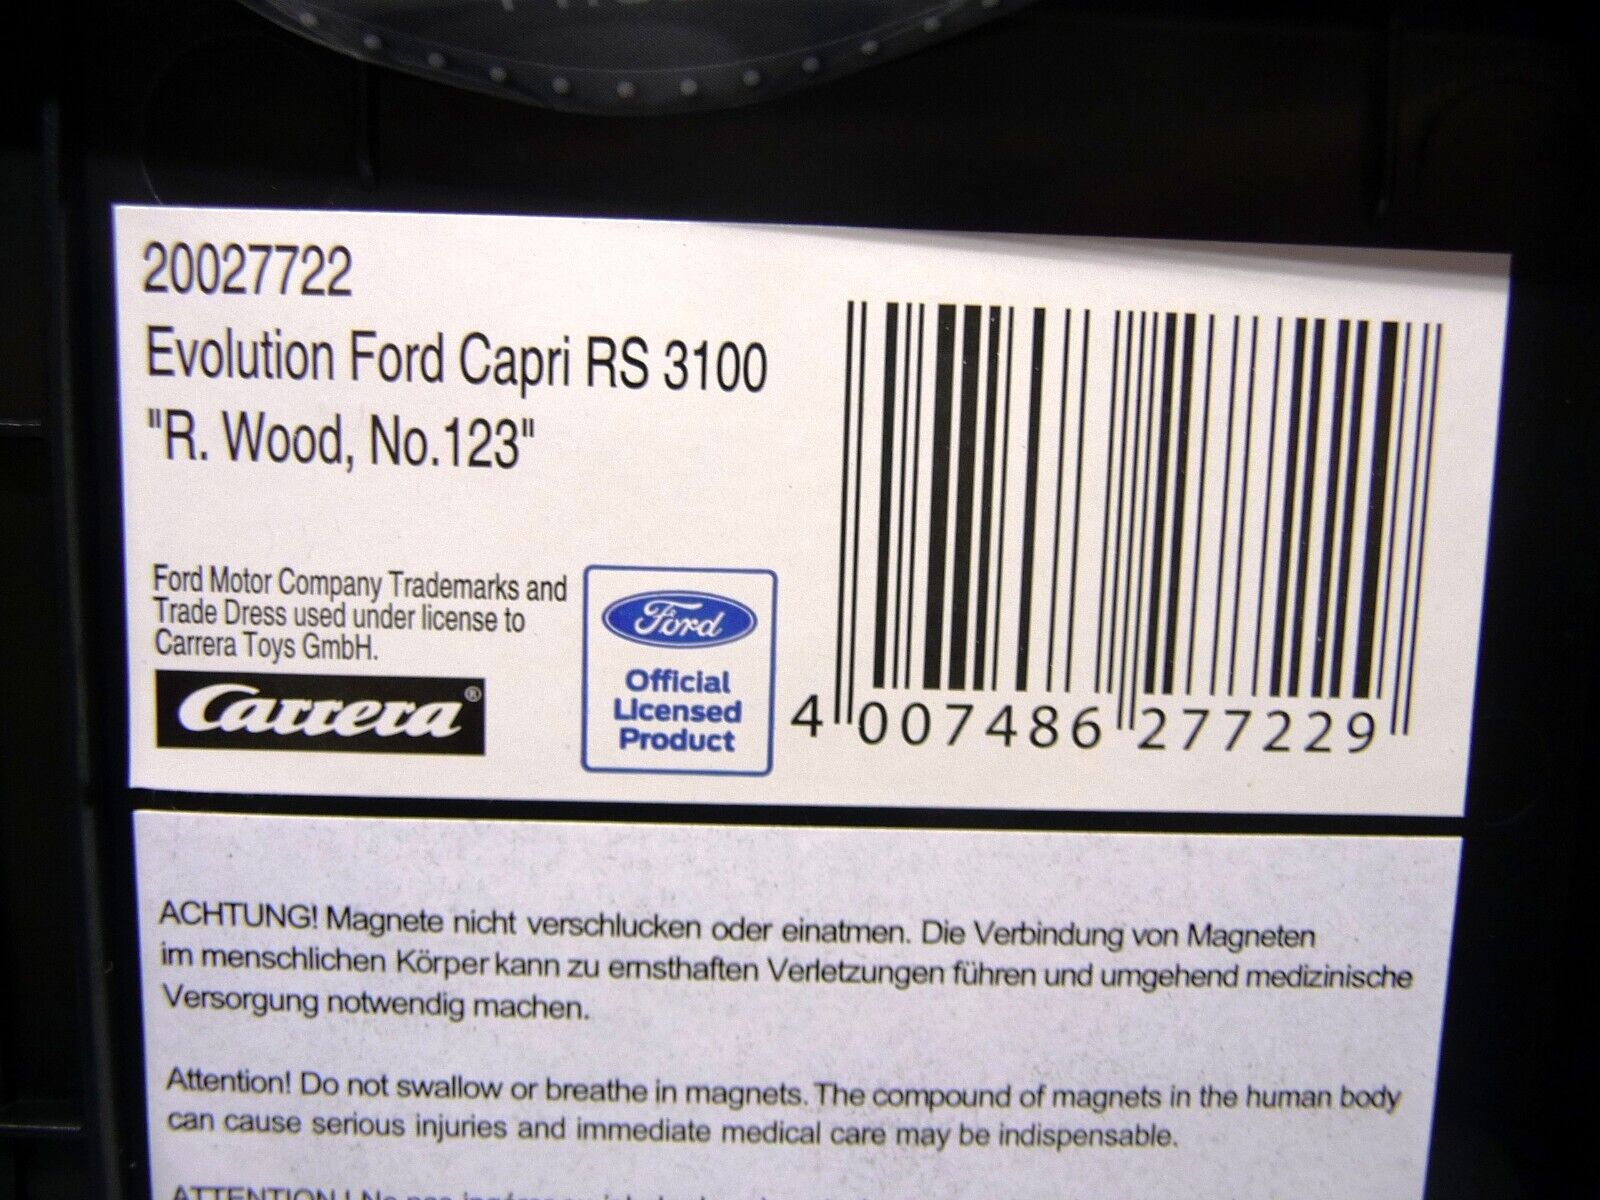 20027722
Evolution Ford Capri RS 3100
"R. Wood, No.123"
Ford Motor Company Trademarks and
Trade Dress used under license to
Carrera Toys GmbH.
Carrera®
Ford
Official
Licensed
Product
4 007486 277229
ACHTUNG! Magnete nicht verschlucken oder einatmen. Die Verbindung von Magneten
im menschlichen Körper kann zu ernsthaften Verletzungen führen und umgehend medizinische
Versorgung notwendig machen.
Attention! Do not swallow or breathe in magnets. The compound of magnets in the human body
can cause serious injuries and immediate medical care may be indispensable.
ATTENTION ! Ne pas